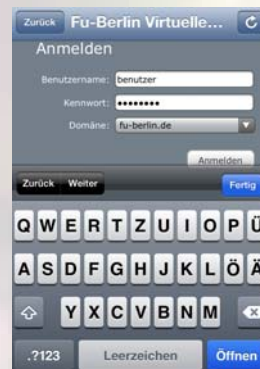 Zurück Fu-Berlin Virtuelle...
Anmelden
Benutzername: benutzer
Kennwort: ••••••••
Domäne: fu-berlin.de
Anmelden
Zurück Weiter Fertig
Q W E R T Z U I O P Ü
A S D F G H J K L Ö Ä
Y X C V B N M
.?123 Leerzeichen Öffnen